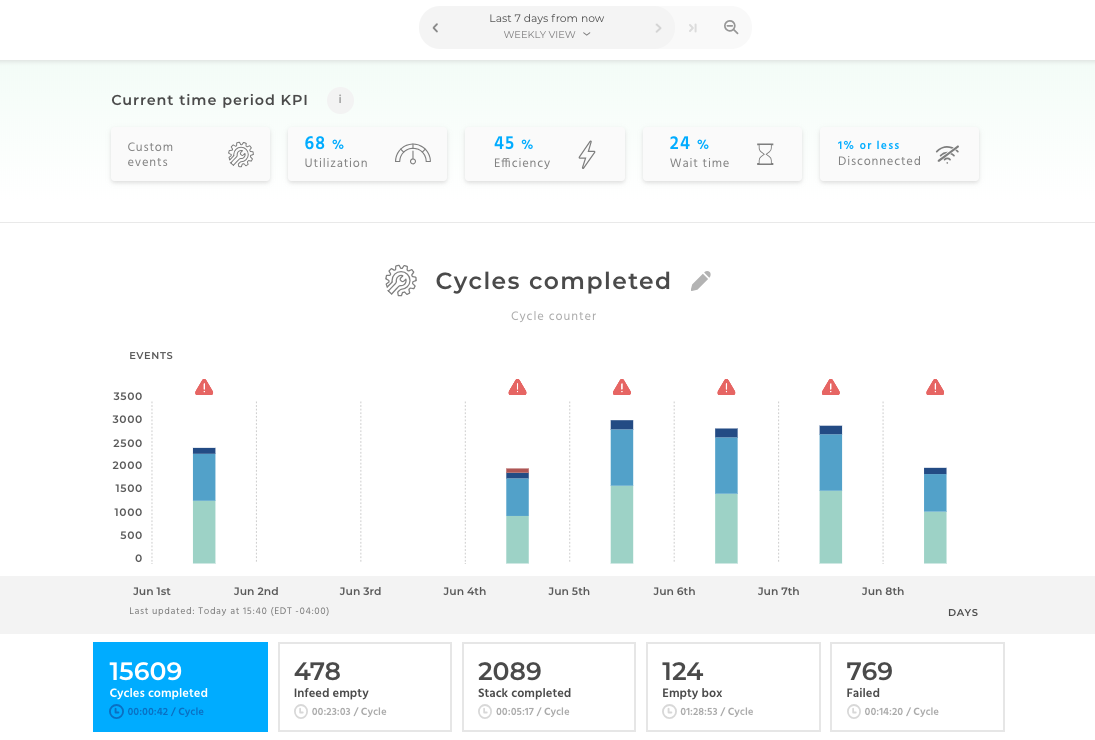 Last 7 days from now
WEEKLY VIEW
Current time period KPI
i
Custom
events
68 %
Utilization
45 %
Efficiency
24 %
Wait time
1% or less
Disconnected
Cycles completed
Cycle counter
EVENTS
3500
3000
2500
2000
1500
1000
500
0
Jun 1st
Jun 2nd
Jun 3rd
Jun 4th
Jun 5th
Jun 6th
Jun 7th
Jun 8th
Last updated: Today at 15:40 (EDT -04:00)
DAYS
15609
Cycles completed
00:00:42 / Cycle
478
Infeed empty
00:23:03 / Cycle
2089
Stack completed
00:05:17 / Cycle
124
Empty box
01:28:53 / Cycle
769
Failed
00:14:20 / Cycle